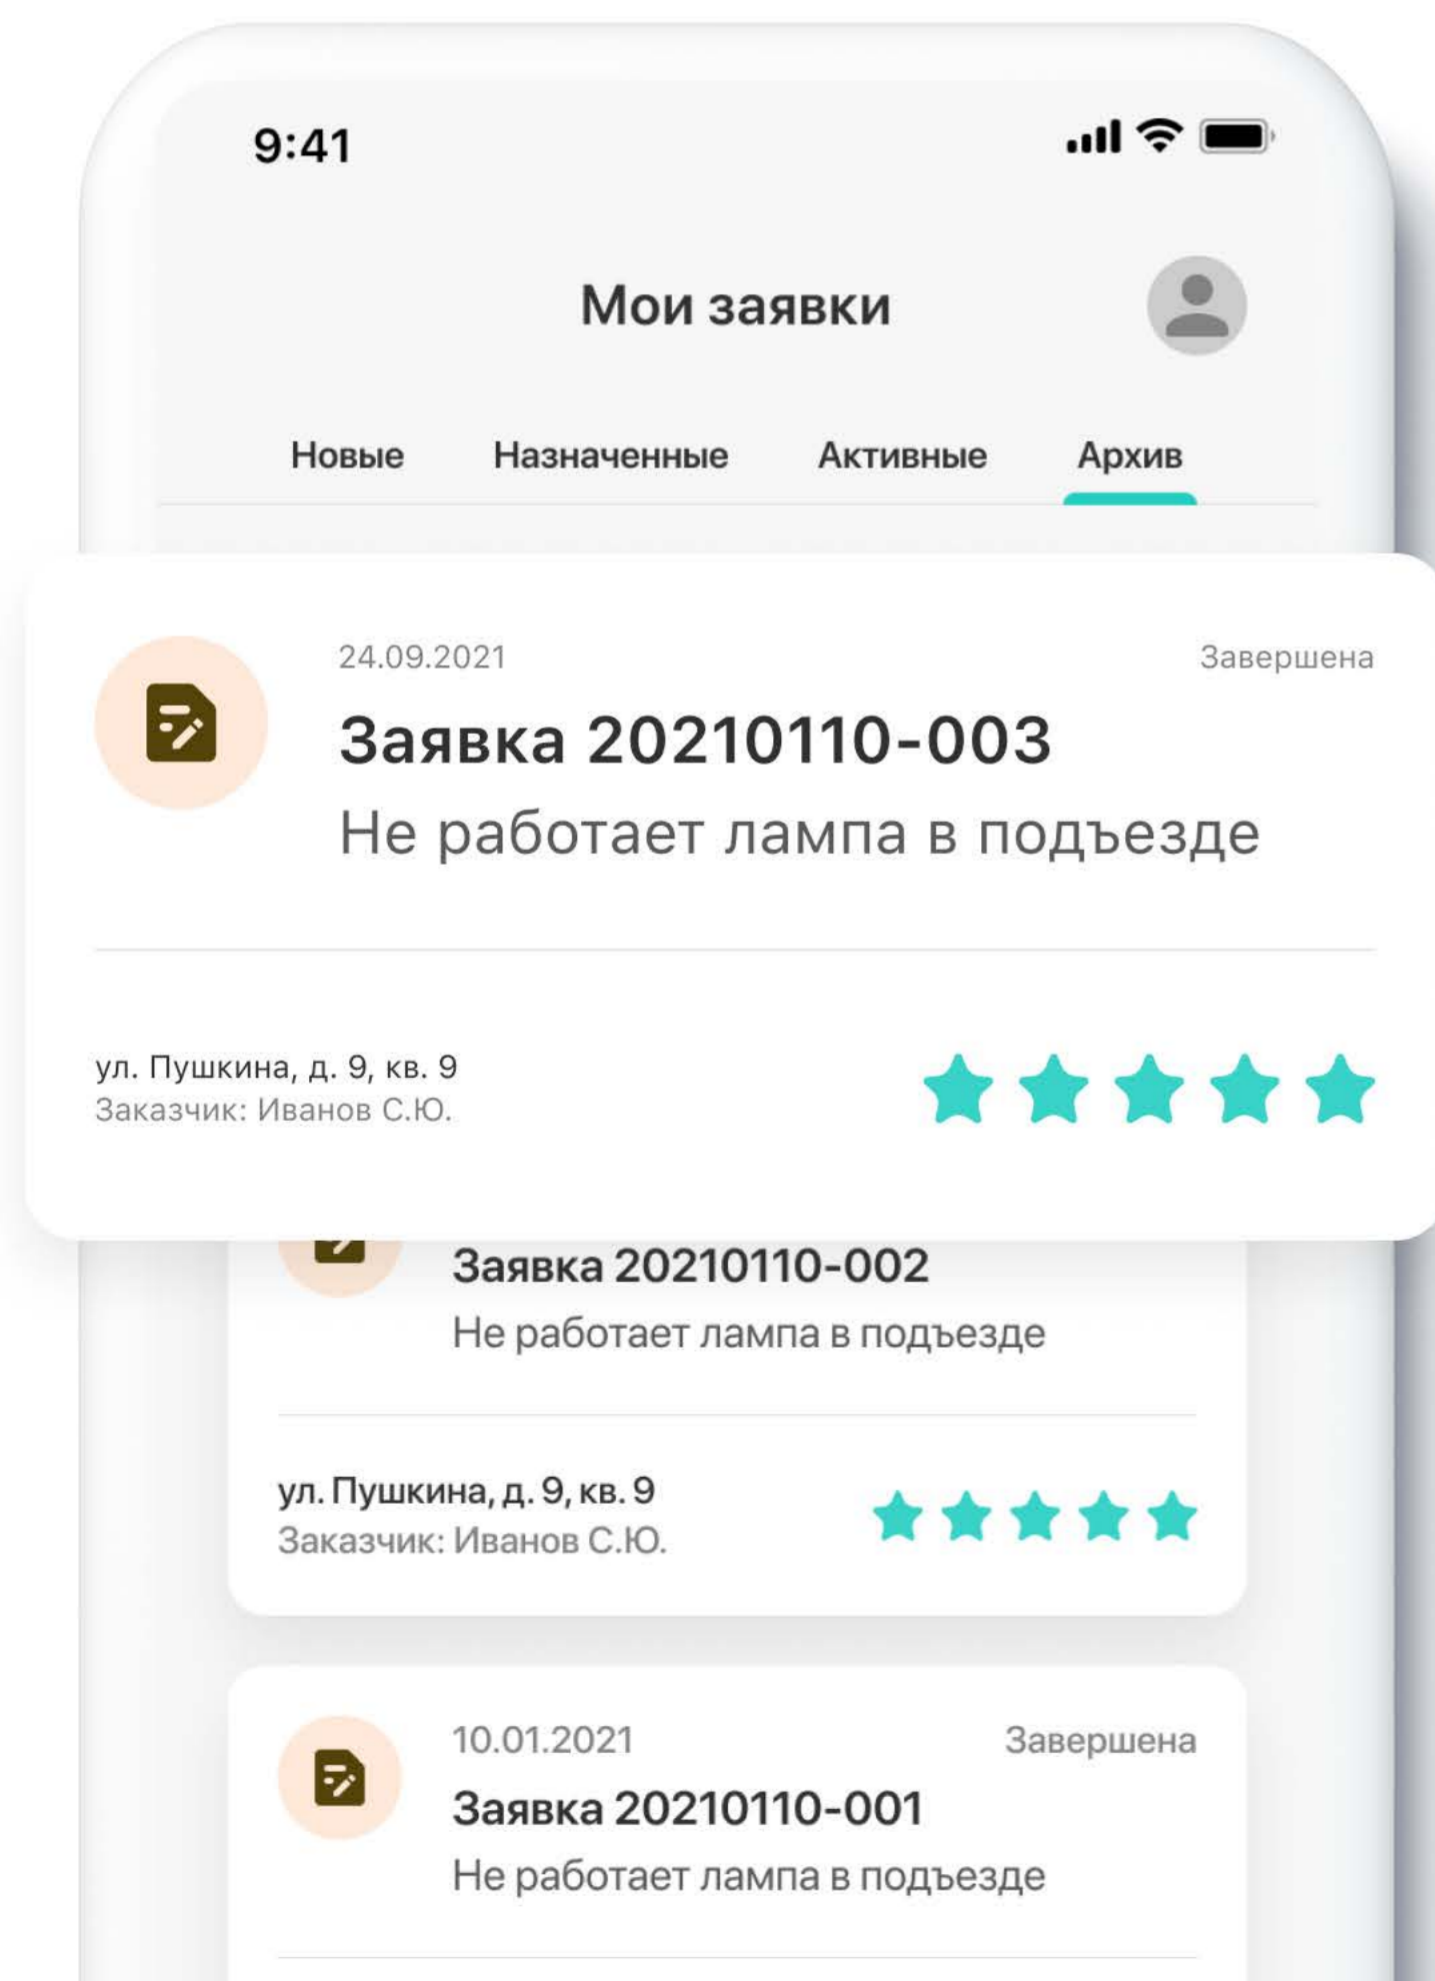 9:41
Мои заявки
Новые Назначенные Активные Архив
24.09.2021 Завершена
Заявка 20210110-003
Не работает лампа в подъезде
ул. Пушкина, д. 9, кв. 9
Заказчик: Иванов С.Ю.
Заявка 20210110-002
Не работает лампа в подъезде
ул. Пушкина, д. 9, кв. 9
Заказчик: Иванов С.Ю.
10.01.2021 Завершена
Заявка 20210110-001
Не работает лампа в подъезде